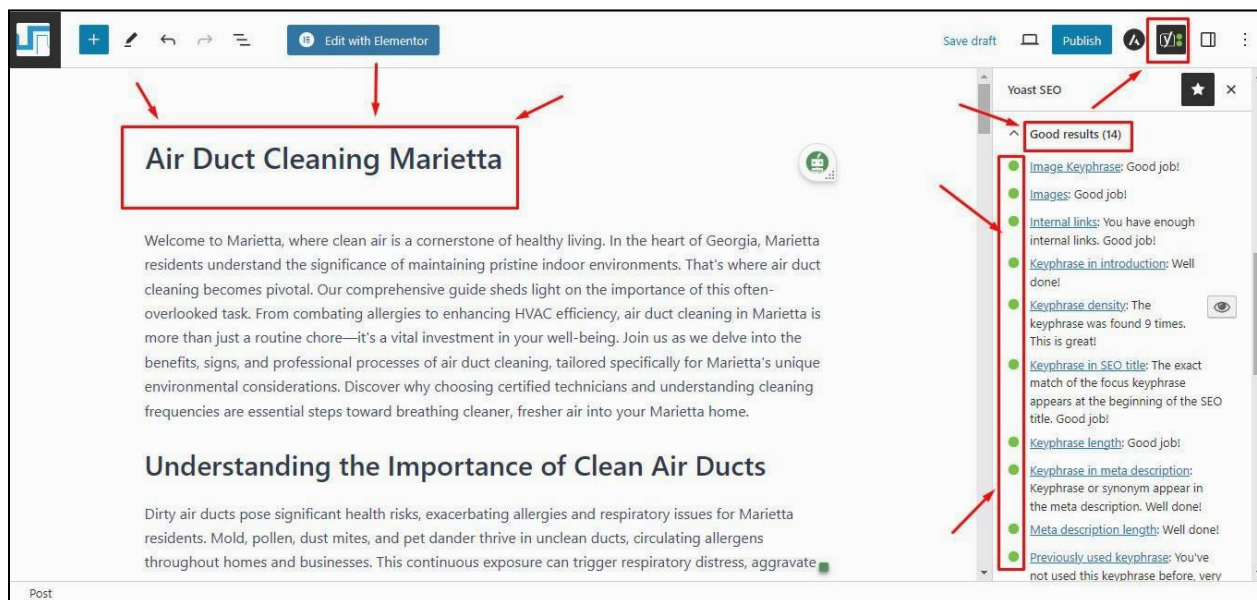 Edit with Elementor
Save draft
Publish
Air Duct Cleaning Marietta
Welcome to Marietta, where clean air is a cornerstone of healthy living. In the heart of Georgia, Marietta
residents understand the significance of maintaining pristine indoor environments. That's where air duct
cleaning becomes pivotal. Our comprehensive guide sheds light on the importance of this often-
overlooked task. From combating allergies to enhancing HVAC efficiency, air duct cleaning in Marietta is
more than just a routine chore—it's a vital investment in your well-being. Join us as we delve into the
benefits, signs, and professional processes of air duct cleaning, tailored specifically for Marietta's unique
environmental considerations. Discover why choosing certified technicians and understanding cleaning
frequencies are essential steps toward breathing cleaner, fresher air into your Marietta home.
Understanding the Importance of Clean Air Ducts
Dirty air ducts pose significant health risks, exacerbating allergies and respiratory issues for Marietta
residents. Mold, pollen, dust mites, and pet dander thrive in unclean ducts, circulating allergens
throughout homes and businesses. This continuous exposure can trigger respiratory distress, aggravate
Yoast SEO
Good results (14)
Image Keyphrase: Good job!
Images: Good job!
Internal links: You have enough
internal links. Good job!
Keyphrase in introduction: Well
done!
Keyphrase density: The
keyphrase was found 9 times.
This is great!
Keyphrase in SEO title: The exact
match of the focus keyphrase
appears at the beginning of the SEO
title. Good job!
Keyphrase length: Good job!
Keyphrase in meta description:
Keyphrase or synonym appear in
the meta description. Well done!
Meta description length: Well done!
Previously used keyphrase: You've
not used this keyphrase before, very
Post